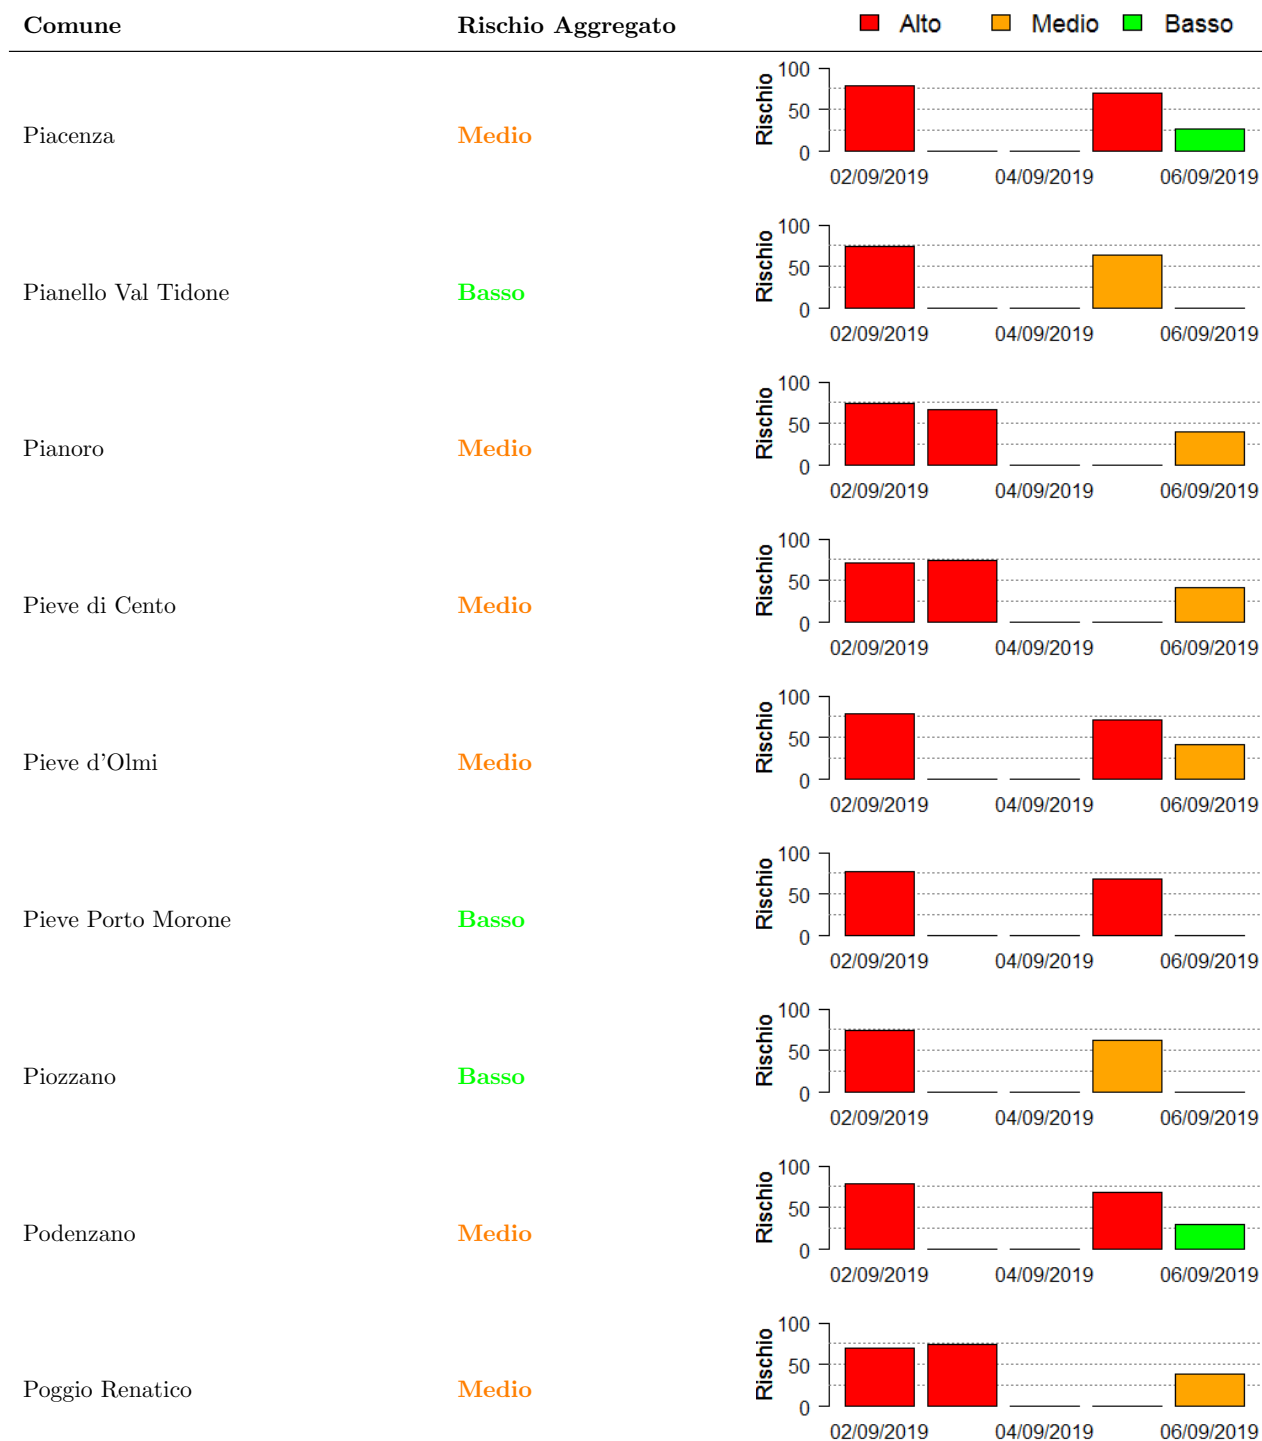 Comune Rischio Aggregato Alto Medio Basso
Piacenza Medio
Rischio
100
50
0
02/09/2019 04/09/2019 06/09/2019
Pianello Val Tidone Basso
Rischio
100
50
0
02/09/2019 04/09/2019 06/09/2019
Pianoro Medio
Rischio
100
50
0
02/09/2019 04/09/2019 06/09/2019
Pieve di Cento Medio
Rischio
100
50
0
02/09/2019 04/09/2019 06/09/2019
Pieve d'Olmi Medio
Rischio
100
50
0
02/09/2019 04/09/2019 06/09/2019
Pieve Porto Morone Basso
Rischio
100
50
0
02/09/2019 04/09/2019 06/09/2019
Piozzano Basso
Rischio
100
50
0
02/09/2019 04/09/2019 06/09/2019
Podenzano Medio
Rischio
100
50
0
02/09/2019 04/09/2019 06/09/2019
Poggio Renatico Medio
Rischio
100
50
0
02/09/2019 04/09/2019 06/09/2019